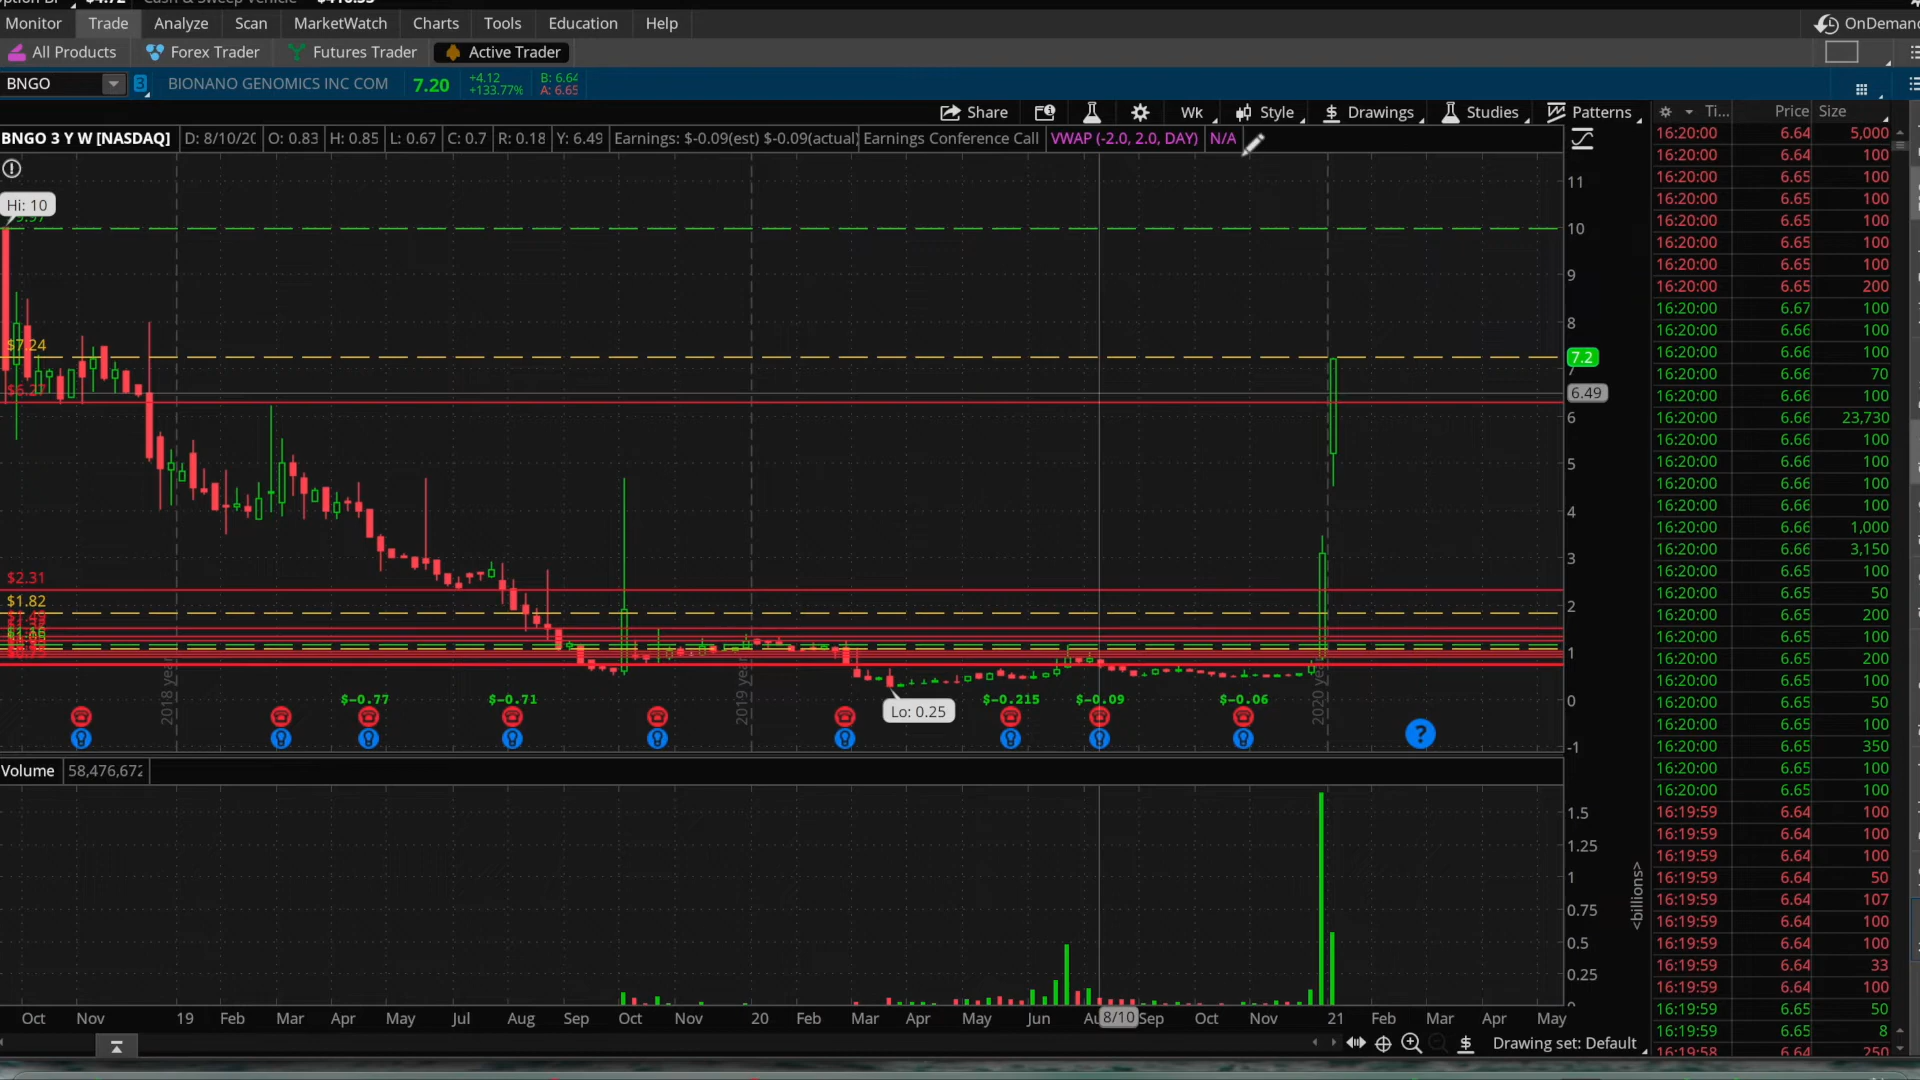 Monitor Trade Analyze Scan MarketWatch Charts Tools Education Help OnDemand
All Products Forex Trader Futures Trader Active Trader
BNGO 3 BIONANO GENOMICS INC COM 7.20 +4.12 B: 6.64
+133.77% A: 6.65
Share Wk Style $ Drawings Studies Patterns
BNGO 3 Y W [NASDAQ] D: 8/10/20 O: 0.83 H: 0.85 L: 0.67 C: 0.7 R: 0.18 Y: 6.49 Earnings: $-0.09(est) $-0.09(actual) Earnings Conference Call VWAP (-2.0, 2.0, DAY) N/A
Hi: 10
$7.24
$6.27
$2.31
$1.82
11
10
9
8
7.2
7
6.49
6
5
4
3
2
1
0
-1
2018 year
2019 year
2020 year
$-0.77 $-0.71 $-0.215 $-0.09 $-0.06
Lo: 0.25
?
Volume 58,476,672
1.5
1.25
1
0.75
0.5
0.25
0
<billions>
Oct Nov 19 Feb Mar Apr May Jul Aug Sep Oct Nov 20 Feb Mar Apr May Jun 8/10 Sep Oct Nov 21 Feb Mar Apr May
$ Drawing set: Default
Ti... Price Size
16:20:00 6.64 5,000
16:20:00 6.64 100
16:20:00 6.65 100
16:20:00 6.65 100
16:20:00 6.65 100
16:20:00 6.65 100
16:20:00 6.65 100
16:20:00 6.65 200
16:20:00 6.67 100
16:20:00 6.66 100
16:20:00 6.66 100
16:20:00 6.66 70
16:20:00 6.66 100
16:20:00 6.66 23,730
16:20:00 6.66 100
16:20:00 6.66 100
16:20:00 6.66 100
16:20:00 6.66 100
16:20:00 6.66 1,000
16:20:00 6.66 3,150
16:20:00 6.65 100
16:20:00 6.65 50
16:20:00 6.65 200
16:20:00 6.65 100
16:20:00 6.65 200
16:20:00 6.65 100
16:20:00 6.65 50
16:20:00 6.65 100
16:20:00 6.65 350
16:20:00 6.65 100
16:20:00 6.65 100
16:19:59 6.64 100
16:19:59 6.64 100
16:19:59 6.65 100
16:19:59 6.65 50
16:19:59 6.64 107
16:19:59 6.64 100
16:19:59 6.64 100
16:19:59 6.64 33
16:19:59 6.64 100
16:19:59 6.65 50
16:19:59 6.65 8
16:19:58 6.64 250